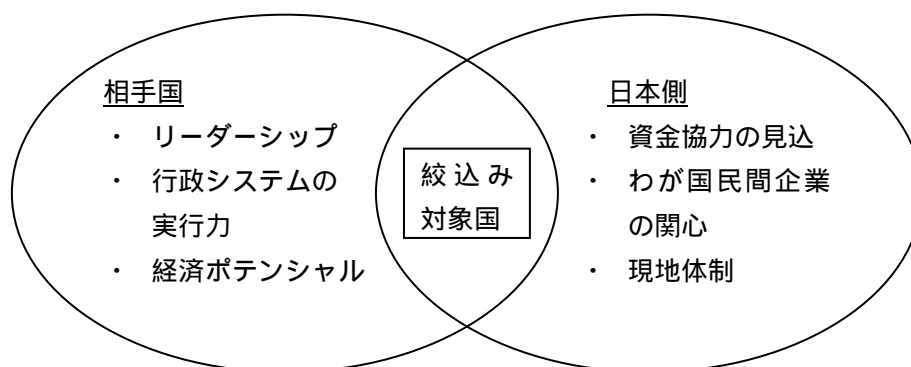 相手国
・ リーダーシップ
・ 行政システムの
実行力
・ 経済ポテンシャル
絞込み
対象国
日本側
・ 資金協力の見込
・ わが国民間企業
の関心
・ 現地体制